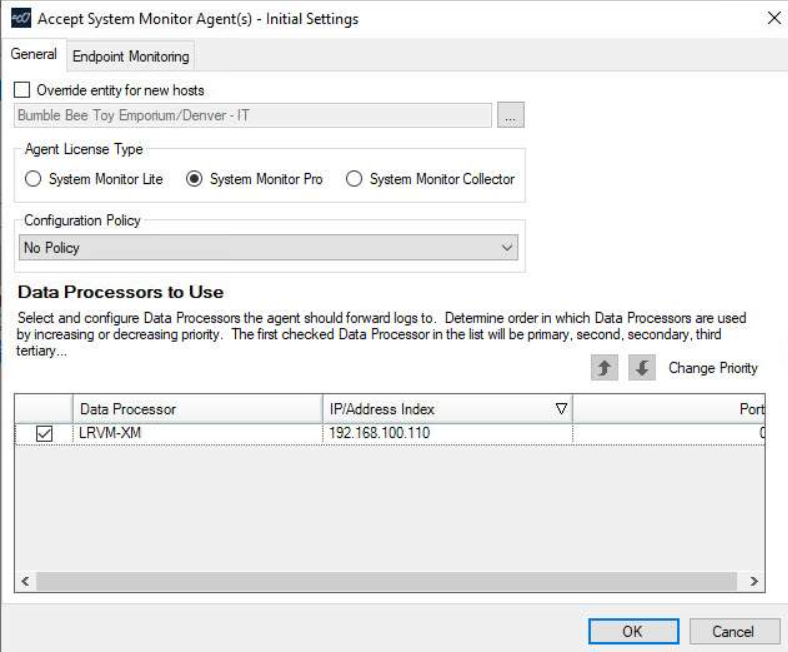 Accept System Monitor Agent(s) - Initial Settings
General Endpoint Monitoring
Override entity for new hosts
Bumble Bee Toy Emporium/Denver - IT ...
Agent License Type
System Monitor Lite System Monitor Pro System Monitor Collector
Configuration Policy
No Policy
Data Processors to Use
Select and configure Data Processors the agent should forward logs to. Determine order in which Data Processors are used
by increasing or decreasing priority. The first checked Data Processor in the list will be primary, second, secondary, third
tertiary...
Change Priority
Data Processor IP/Address Index Port
LRVM-XM 192.168.100.110 0
OK Cancel